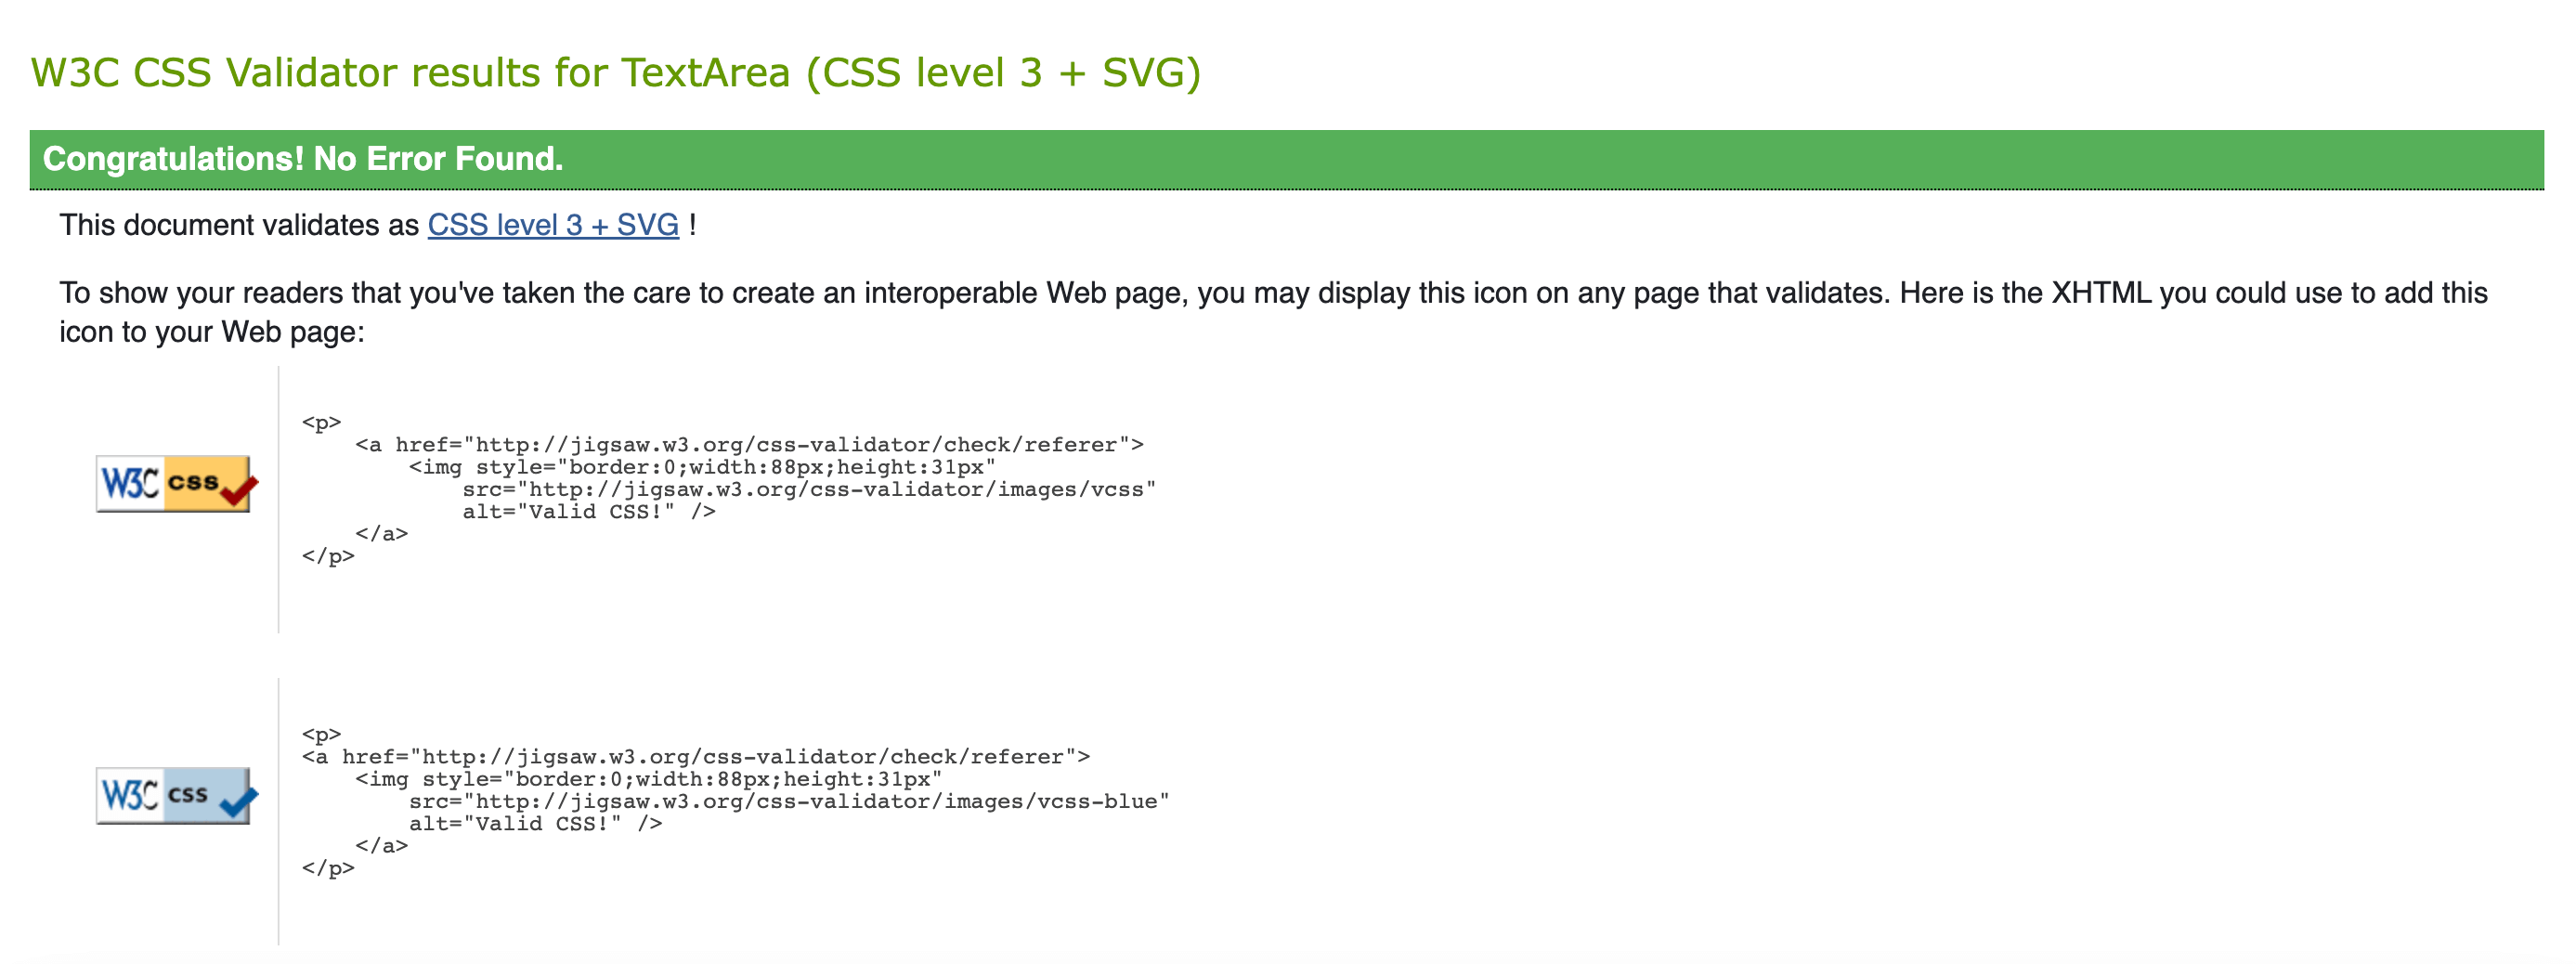 W3C CSS Validator results for TextArea (CSS level 3 + SVG)
Congratulations! No Error Found.
This document validates as CSS level 3 + SVG !
To show your readers that you've taken the care to create an interoperable Web page, you may display this icon on any page that validates. Here is the XHTML you could use to add this
icon to your Web page:
W3C css
<p>
    <a href="http://jigsaw.w3.org/css-validator/check/referer">
        <img style="border:0;width:88px;height:31px"
            src="http://jigsaw.w3.org/css-validator/images/vcss"
            alt="Valid CSS!" />
    </a>
</p>
W3C css
<p>
<a href="http://jigsaw.w3.org/css-validator/check/referer">
    <img style="border:0;width:88px;height:31px"
        src="http://jigsaw.w3.org/css-validator/images/vcss-blue"
        alt="Valid CSS!" />
    </a>
</p>